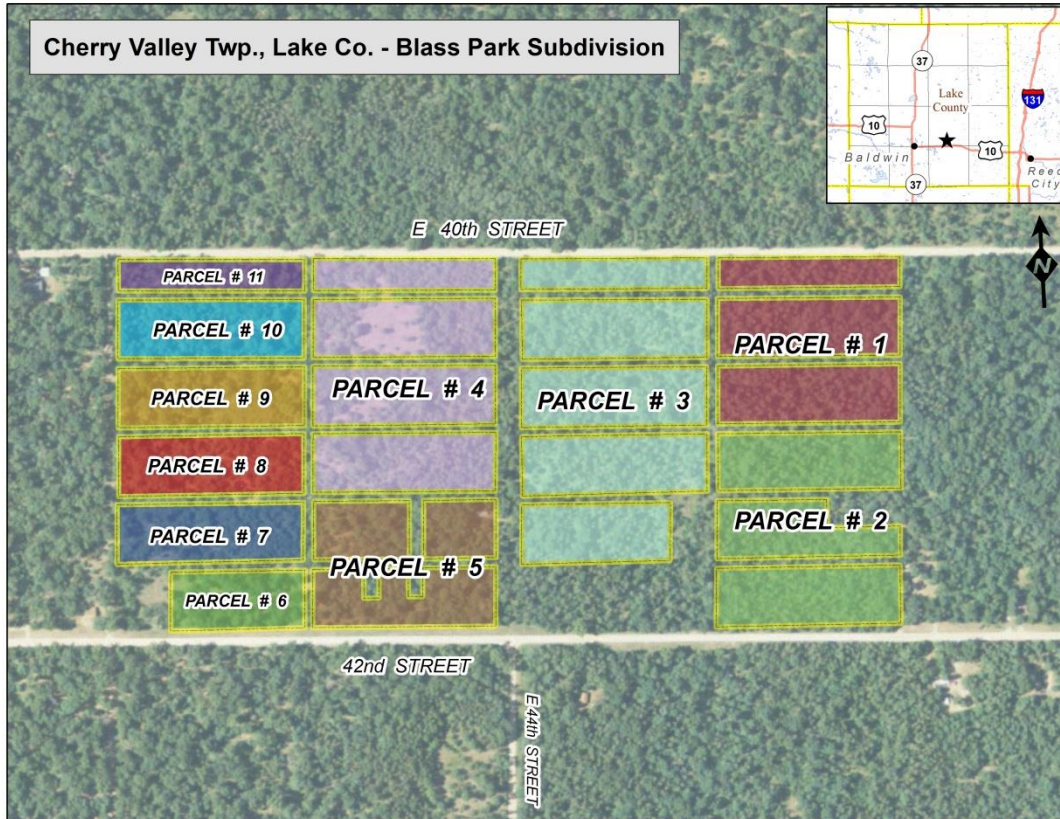 Cherry Valley Twp., Lake Co. - Blass Park Subdivision
37
Lake
County
131
10
Baldwin
10
Reed
City
37
E 40th STREET
N
PARCEL # 11
PARCEL # 10
PARCEL # 1
PARCEL # 4
PARCEL # 9
PARCEL # 3
PARCEL # 8
PARCEL # 2
PARCEL # 7
PARCEL # 5
PARCEL # 6
42nd STREET
E 44th STREET